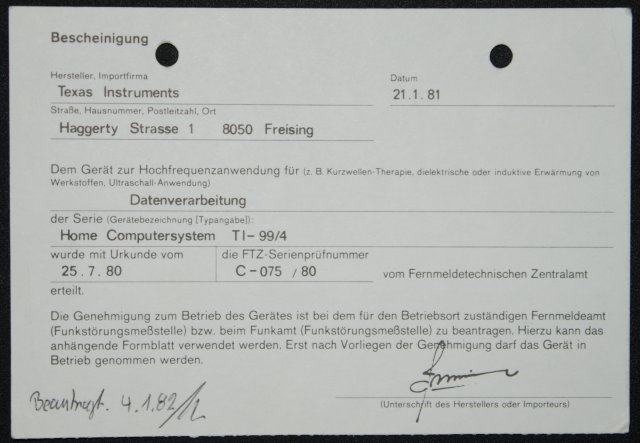 Bescheinigung
Hersteller, Importfirma
Datum
Texas Instruments
21.1.81
Straße, Hausnummer, Postleitzahl, Ort
Haggerty Strasse 1 8050 Freising
Dem Gerät zur Hochfrequenzanwendung für (z. B. Kurzwellen-Therapie, dielektrische oder induktive Erwärmung von
Werkstoffen, Ultraschall-Anwendung)
Datenverarbeitung
der Serie (Gerätebezeichnung [Typangabe]):
Home Computersystem TI-99/4
wurde mit Urkunde vom
die FTZ-Serienprüfnummer
25.7.80
C-075 /80
vom Fernmeldetechnischen Zentralamt
erteilt.
Die Genehmigung zum Betrieb des Gerätes ist bei dem für den Betriebsort zuständigen Fernmeldeamt
(Funkstörungsmeßstelle) bzw. beim Funkamt (Funkstörungsmeßstelle) zu beantragen. Hierzu kann das
anhängende Formblatt verwendet werden. Erst nach Vorliegen der Genehmigung darf das Gerät in
Betrieb genommen werden.
Beantragt. 4.1.82
(Unterschrift des Herstellers oder Importeurs)